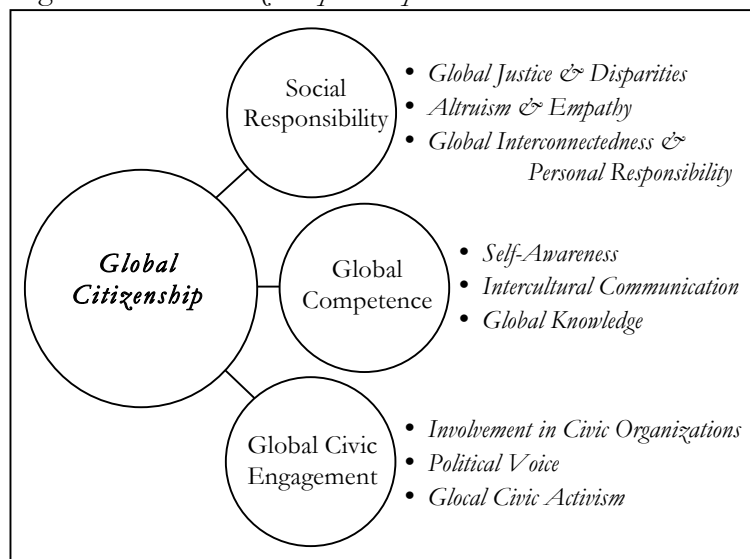 Social
Responsibility
• Global Justice & Disparities
• Altruism & Empathy
• Global Interconnectedness &
Personal Responsibility
Global
Citizenship
Global
Competence
• Self-Awareness
• Intercultural Communication
• Global Knowledge
Global Civic
Engagement
• Involvement in Civic Organizations
• Political Voice
• Glocal Civic Activism